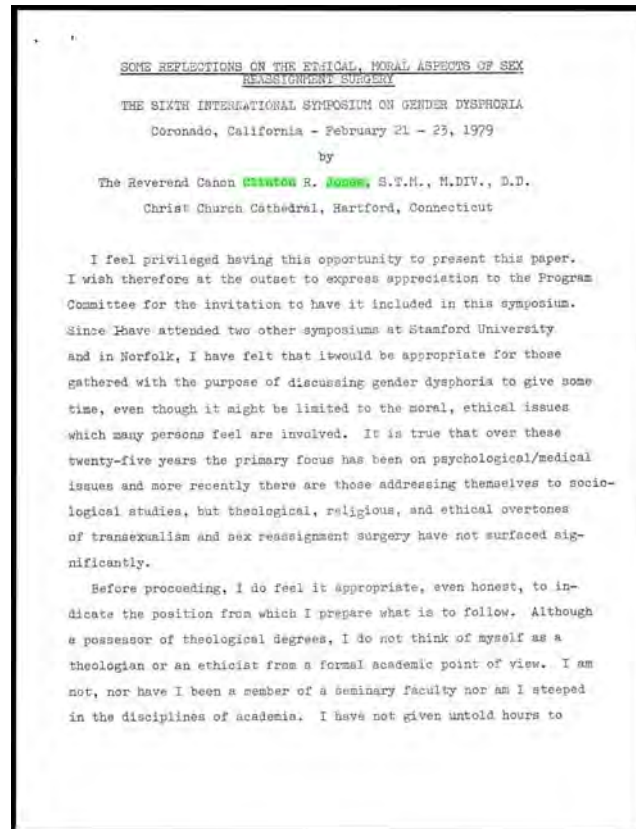 SOME REFLECTIONS ON THE ETHICAL, MORAL ASPECTS OF SEX
REASSIGNMENT SURGERY
THE SIXTH INTERNATIONAL SYMPOSIUM ON GENDER DYSPHORIA
Coronado, California - February 21 - 23, 1979
by
The Reverend Canon Clinton R. Jones, S.T.M., M.DIV., D.D.
Christ Church Cathedral, Hartford, Connecticut
I feel privileged having this opportunity to present this paper.
I wish therefore at the outset to express appreciation to the Program
Committee for the invitation to have it included in this symposium.
Since Ihave attended two other symposiums at Stamford University
and in Norfolk, I have felt that itwould be appropriate for those
gathered with the purpose of discussing gender dysphoria to give some
time, even though it might be limited to the moral, ethical issues
which many persons feel are involved. It is true that over these
twenty-five years the primary focus has been on psychological/medical
issues and more recently there are those addressing themselves to socio-
logical studies, but theological, religious, and ethical overtones
of transexualism and sex reassignment surgery have not surfaced sig-
nificantly.
Before proceeding, I do feel it appropriate, even honest, to in-
dicate the position from which I prepare what is to follow. Although
a possessor of theological degrees, I do not think of myself as a
theologian or an ethicist from a formal academic point of view. I am
not, nor have I been a member of a seminary faculty nor am I steeped
in the disciplines of academia. I have not given untold hours to